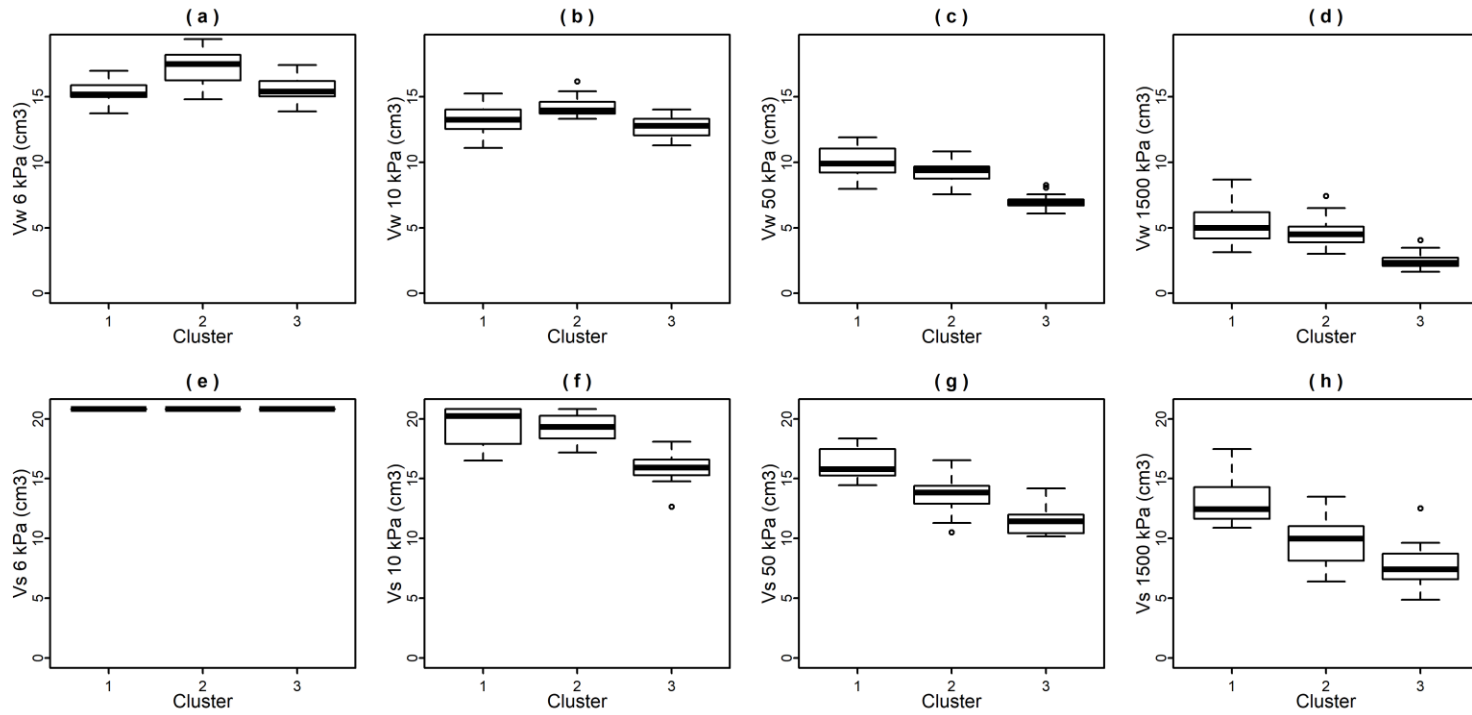 ( a )
Vw 6 kPa (cm3)
0 5 10 15
1 2 3
Cluster
( b )
Vw 10 kPa (cm3)
0 5 10 15
1 2 3
Cluster
( c )
Vw 50 kPa (cm3)
0 5 10 15
1 2 3
Cluster
( d )
Vw 1500 kPa (cm3)
0 5 10 15
1 2 3
Cluster
( e )
Vs 6 kPa (cm3)
0 5 10 15 20
1 2 3
Cluster
( f )
Vs 10 kPa (cm3)
0 5 10 15 20
1 2 3
Cluster
( g )
Vs 50 kPa (cm3)
0 5 10 15 20
1 2 3
Cluster
( h )
Vs 1500 kPa (cm3)
0 5 10 15 20
1 2 3
Cluster